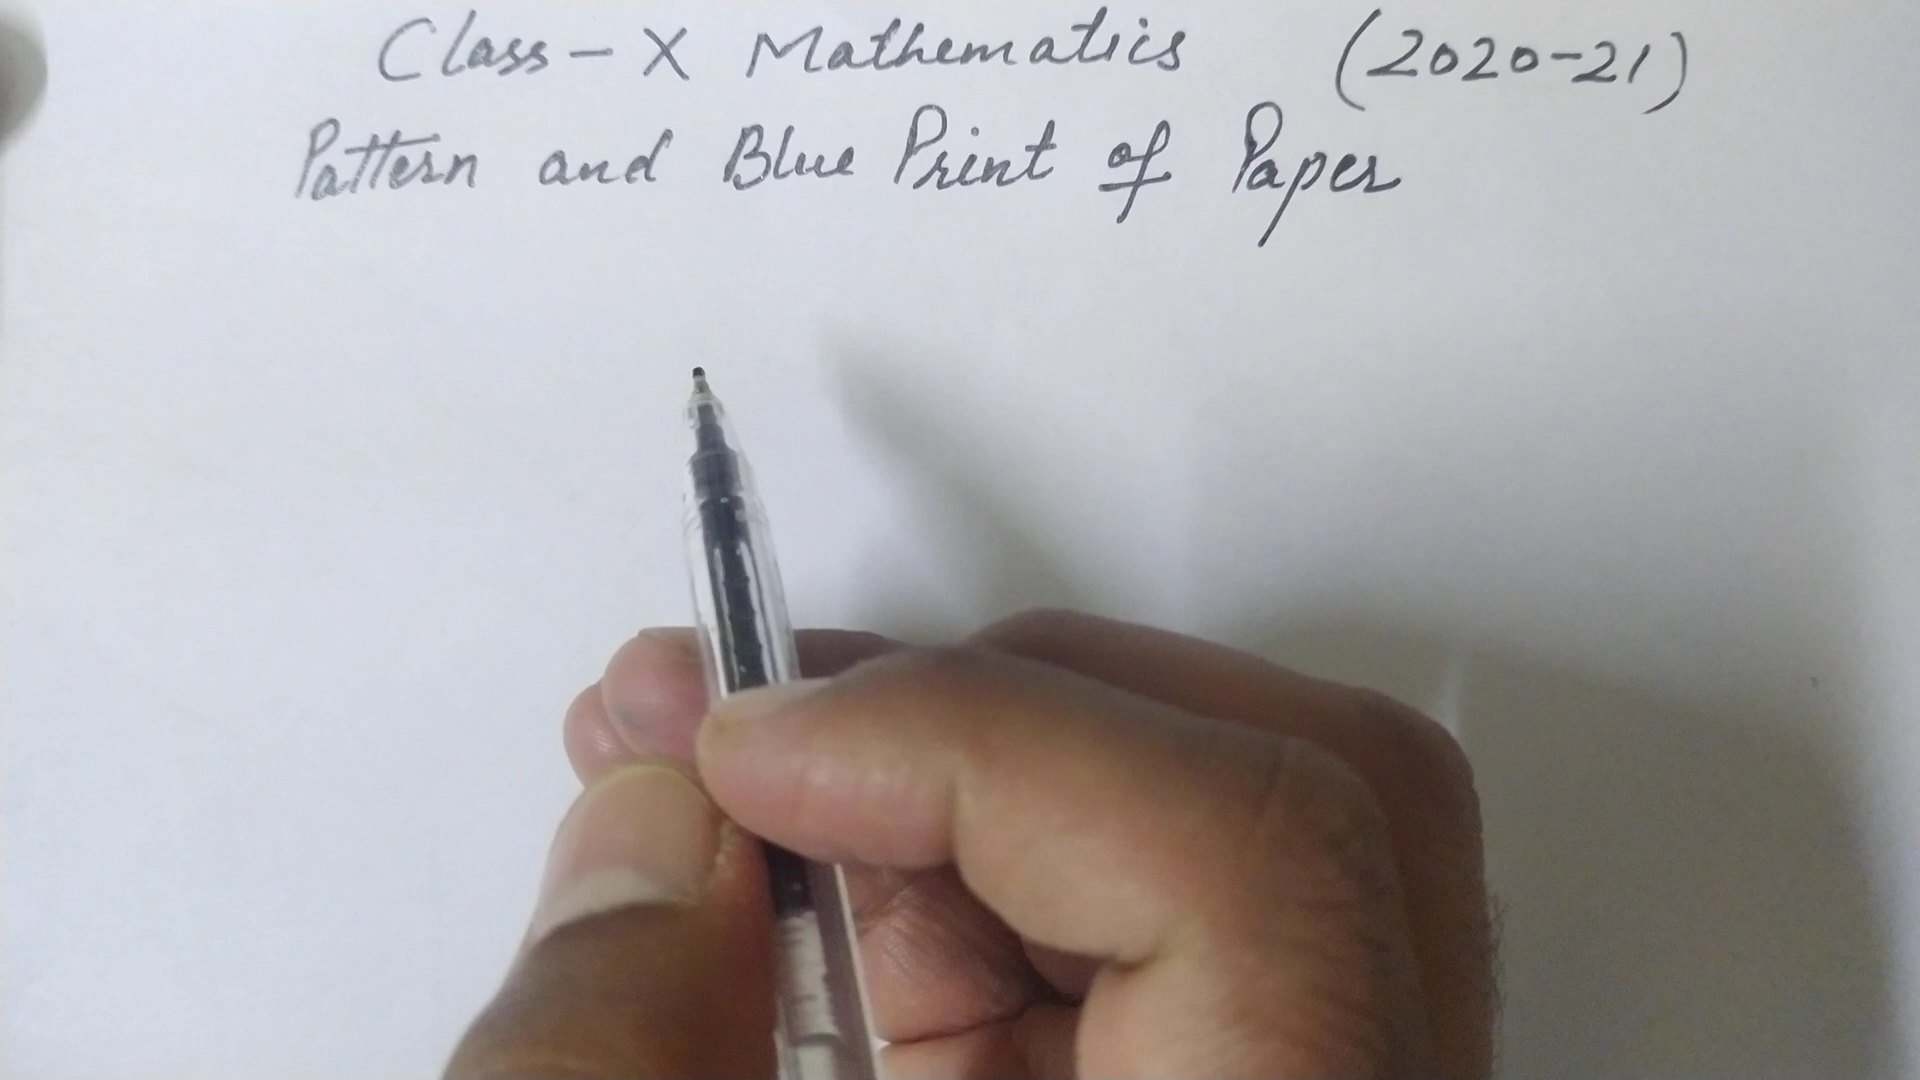 Class - X Mathematics (2020-21)
Pattern and Blue Print of Paper